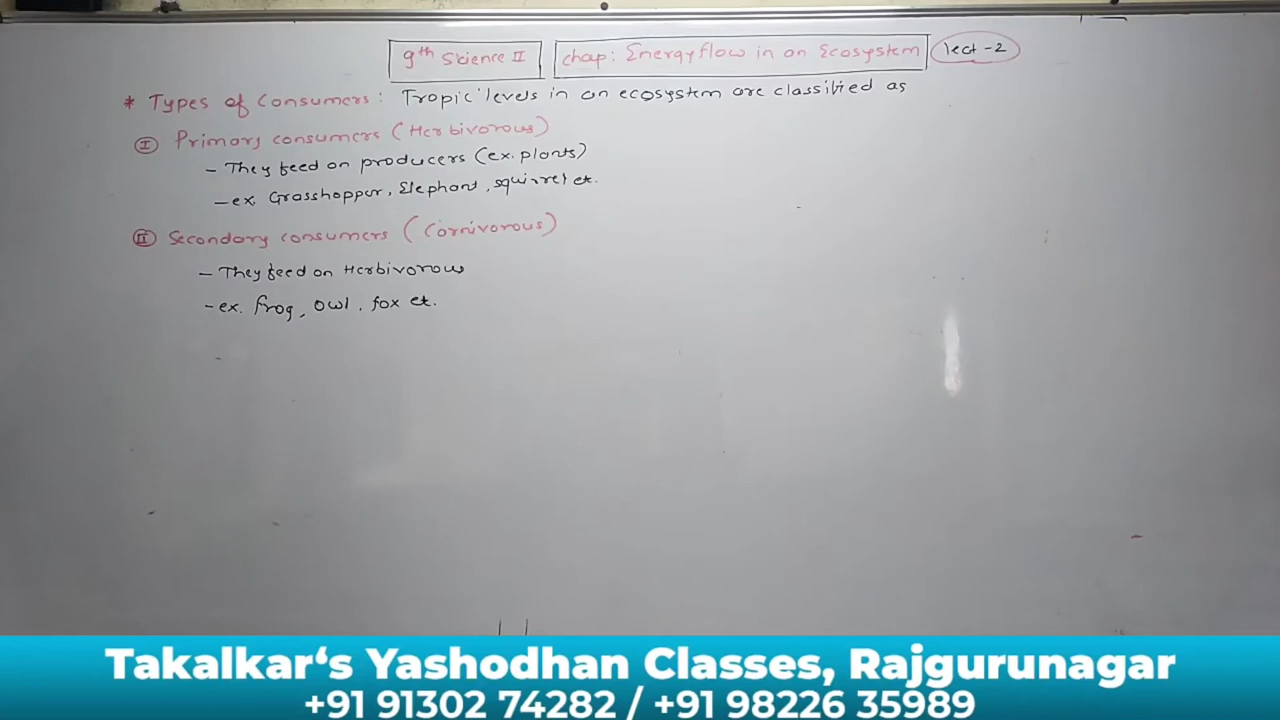 9th Science II chap: Energy flow in an Ecosystem lect-2
* Types of Consumers: Tropic levels in an ecosystem are classified as
I Primary consumers (Herbivorous)
- They feed on producers (ex. plants)
- ex. Grasshopper, Elephant, squirrel et.
II Secondary consumers (Carnivorous)
- They feed on Herbivorous
- ex. frog, owl, fox et.
Takalkar‘s Yashodhan Classes, Rajgurunagar
+91 91302 74282 / +91 98226 35989